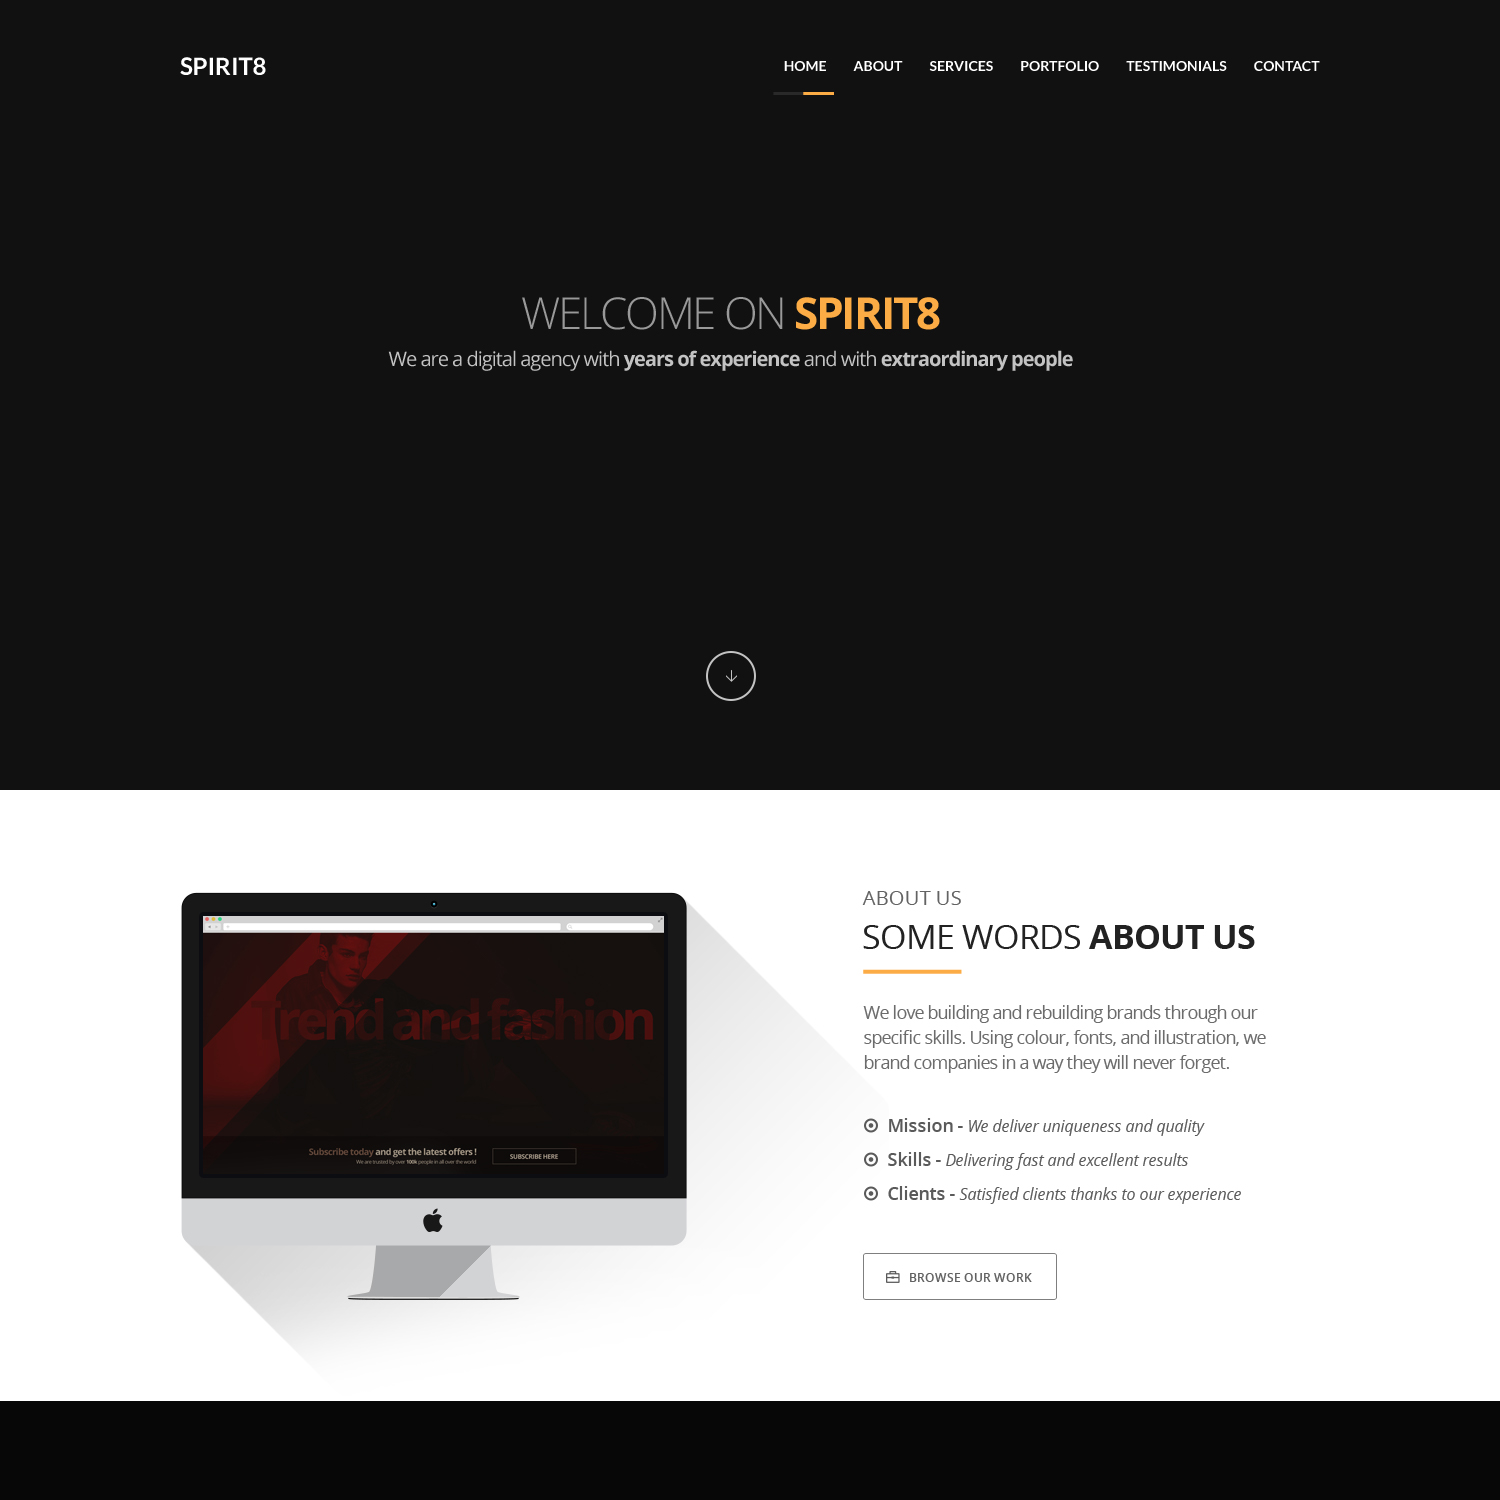 SPIRIT8
HOME ABOUT SERVICES PORTFOLIO TESTIMONIALS CONTACT
WELCOME ON SPIRIT8
We are a digital agency with years of experience and with extraordinary people
ABOUT US
SOME WORDS ABOUT US
We love building and rebuilding brands through our
specific skills. Using colour, fonts, and illustration, we
brand companies in a way they will never forget.
Mission - We deliver uniqueness and quality
Skills - Delivering fast and excellent results
Clients - Satisfied clients thanks to our experience
BROWSE OUR WORK
Trend and fashion
Subscribe today and get the latest offers !
We are trusted by over 100k people in all over the world
SUBSCRIBE HERE